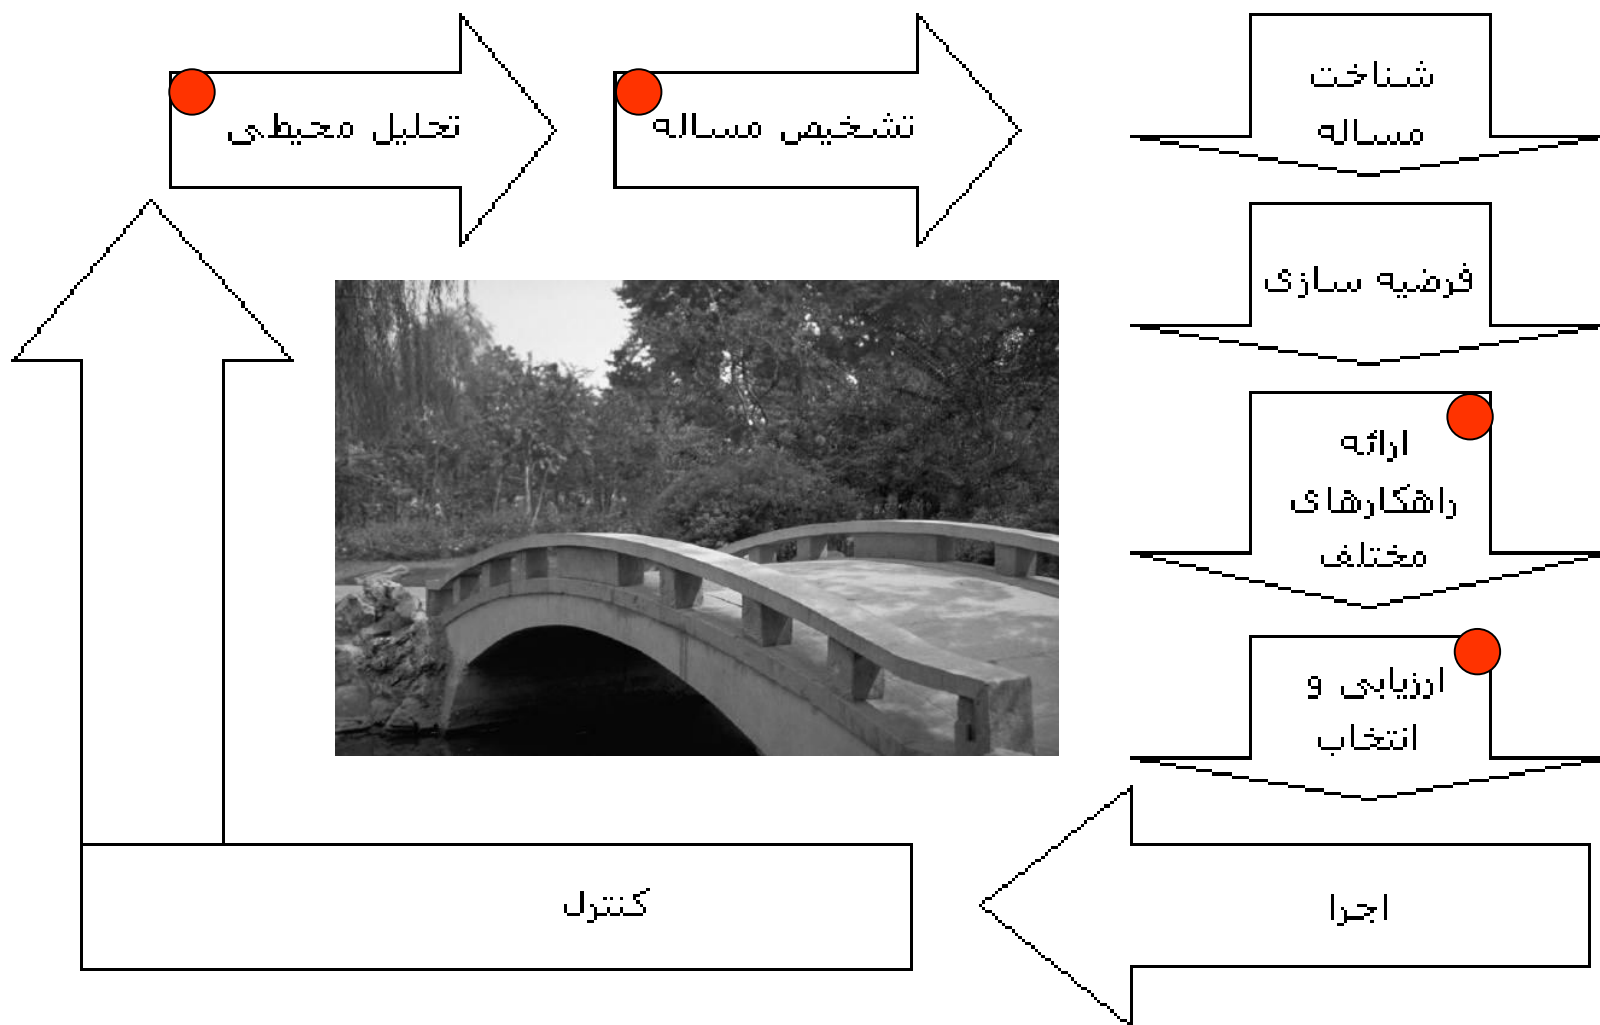 تحلیل محیطی
تشخیص مساله
شناخت
مساله
فرضیه سازی
ارائه
راهکارهای
مختلف
ارزیابی و
انتخاب
اجرا
کنترل